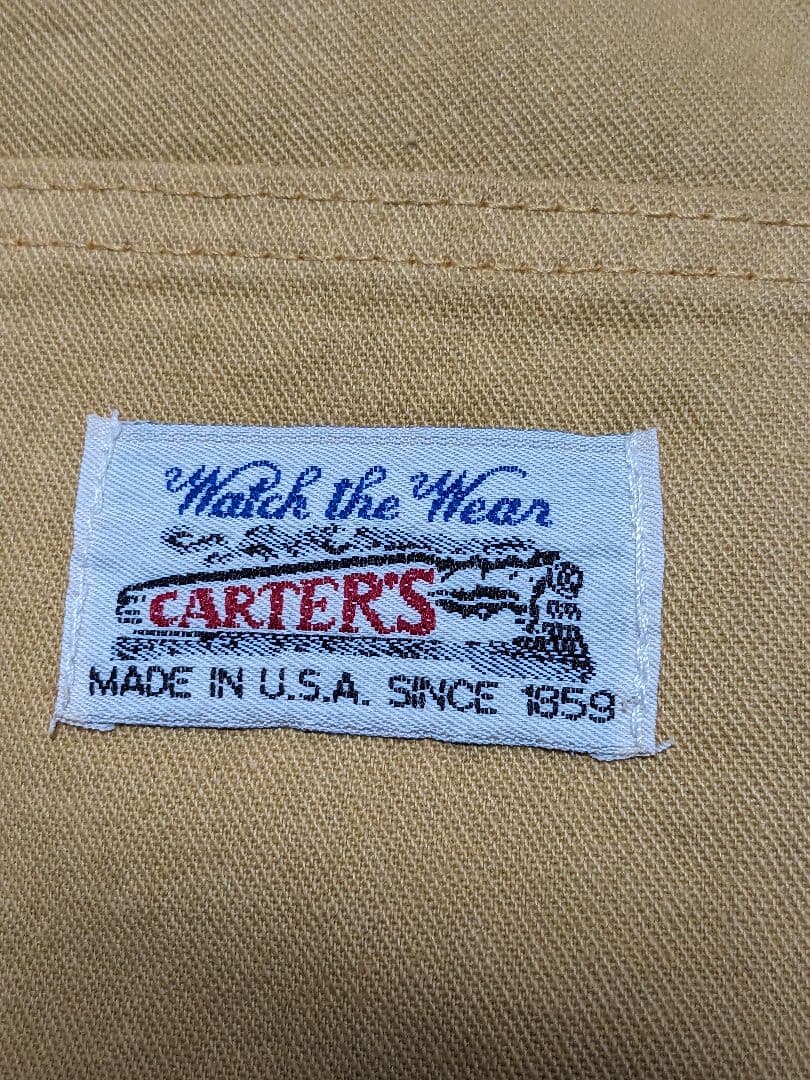 Watch the Wear
CARTER'S
MADE IN U.S.A. SINCE 1859